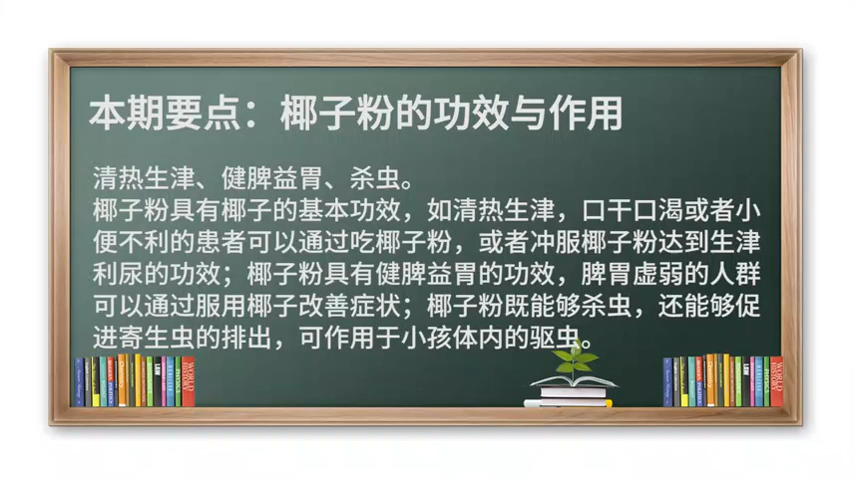 本期要点：椰子粉的功效与作用
清热生津、健脾益胃、杀虫。
椰子粉具有椰子的基本功效，如清热生津，口干口渴或者小
便不利的患者可以通过吃椰子粉，或者冲服椰子粉达到生津
利尿的功效；椰子粉具有健脾益胃的功效，脾胃虚弱的人群
可以通过服用椰子改善症状；椰子粉既能够杀虫，还能够促
进寄生虫的排出，可作用于小孩体内的驱虫。
WORLD HISTORY
WORLD HISTORY